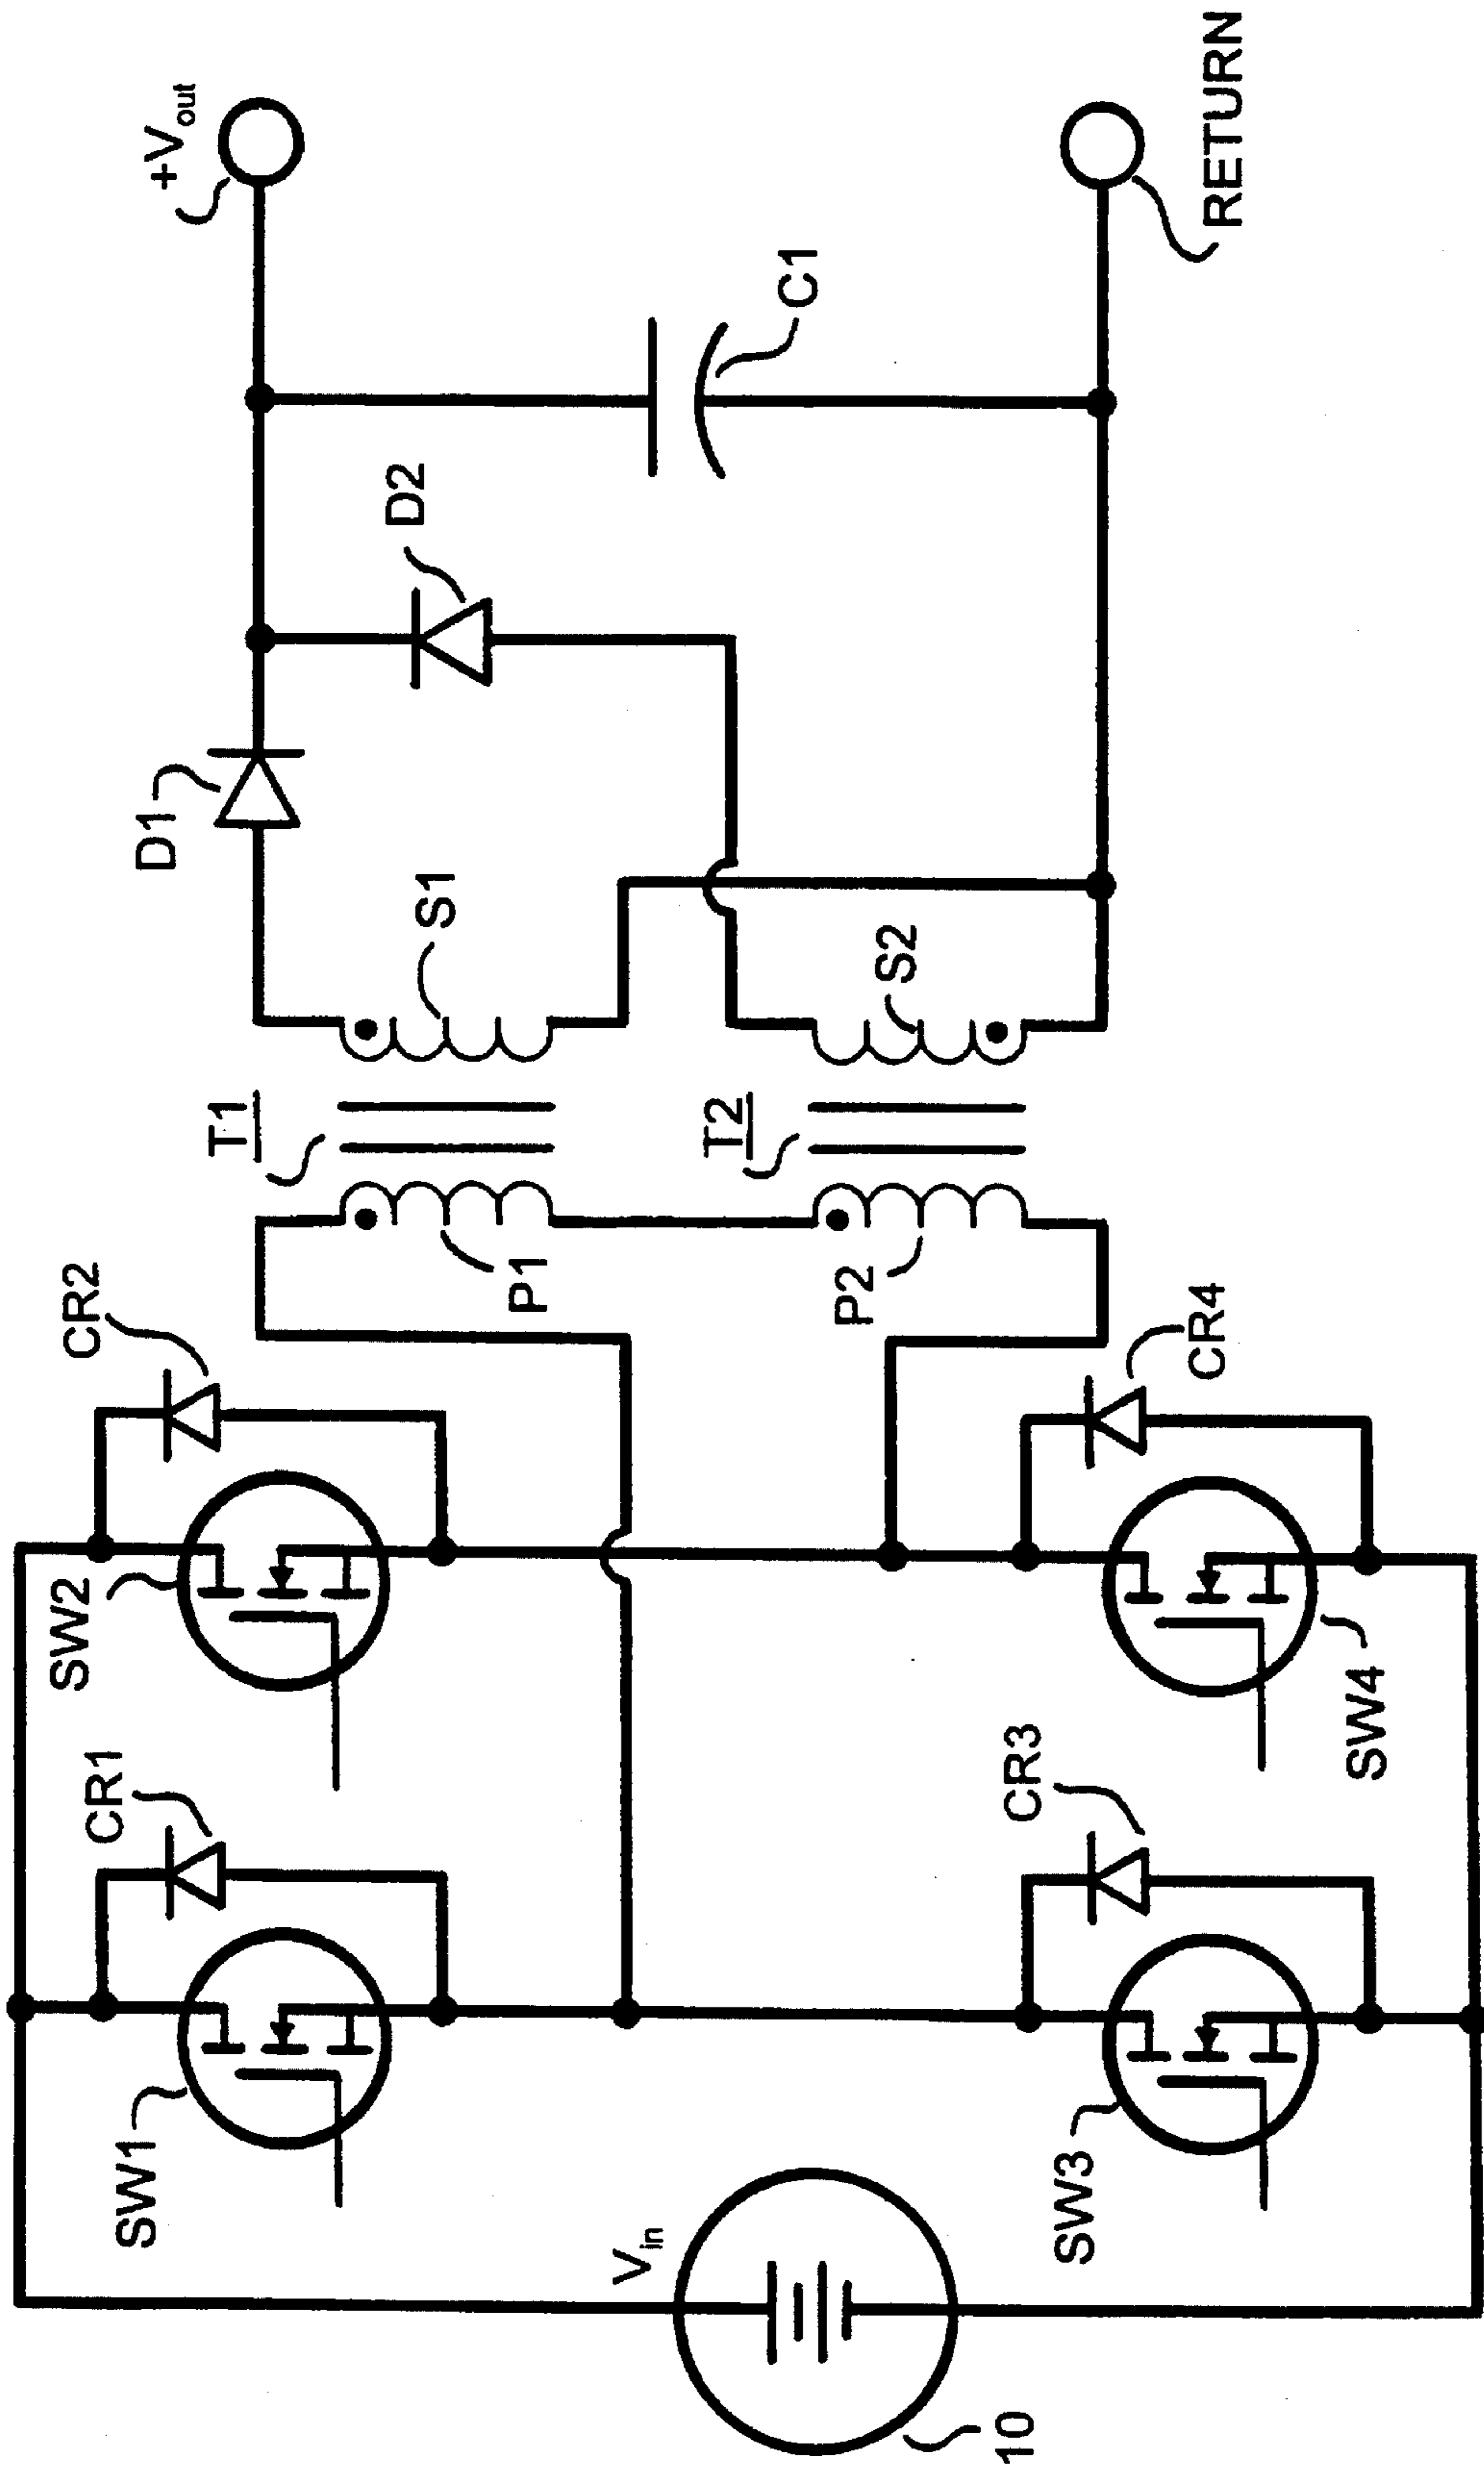 SW1
CR1
SW2
CR2
T1
P1
S1
D1
D2
+Vout
C1
Vin
10
SW3
CR3
SW4
CR4
P2
T2
S2
RETURN